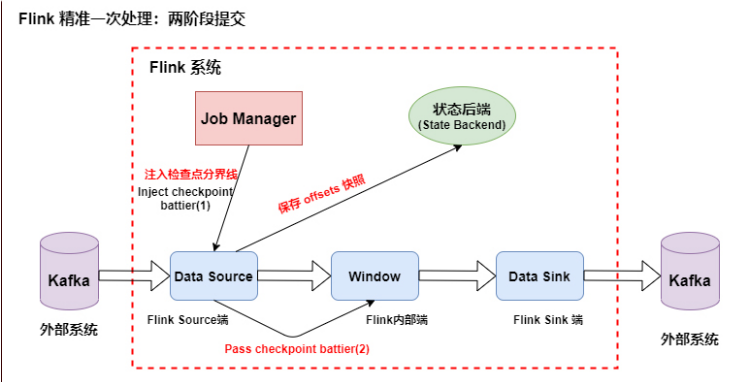 Flink 精准一次处理：两阶段提交
Flink 系统
Job Manager
状态后端
(State Backend)
注入检查点分界线
Inject checkpoint
battier(1)
保存 offsets 快照
Kafka
Data Source
Window
Data Sink
Kafka
外部系统
Flink Source端
Flink内部端
Flink Sink 端
外部系统
Pass checkpoint battier(2)